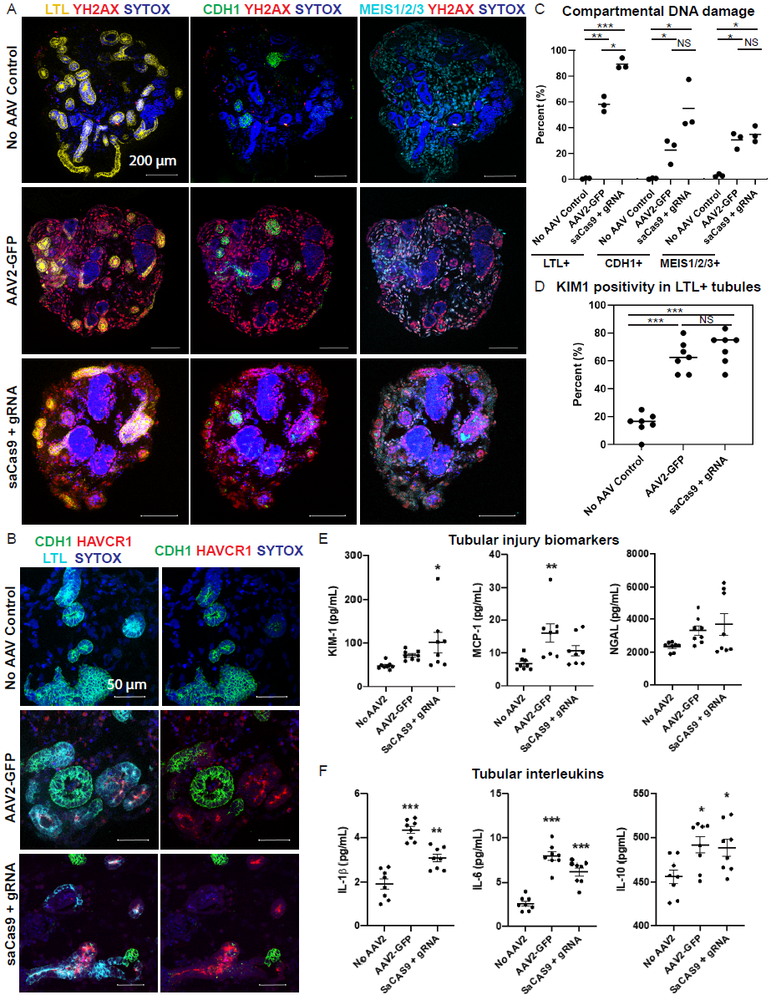 A
LTL YH2AX SYTOX
CDH1 YH2AX SYTOX
MEIS1/2/3 YH2AX SYTOX
No AAV Control
200 µm
AAV2-GFP
saCas9 + gRNA
B
CDH1 HAVCR1
LTL SYTOX
CDH1 HAVCR1 SYTOX
No AAV Control
50 µm
AAV2-GFP
saCas9 + gRNA
C
Compartmental DNA damage
***
**
*
*
*
NS
*
*
NS
Percent (%)
100
80
60
40
20
0
No AAV Control
AAV2-GFP
saCas9 + gRNA
No AAV Control
AAV2-GFP
saCas9 + gRNA
No AAV Control
AAV2-GFP
saCas9 + gRNA
LTL+
CDH1+
MEIS1/2/3+
D
KIM1 positivity in LTL+ tubules
***
***
NS
Percent (%)
100
80
60
40
20
0
No AAV Control
AAV2-GFP
saCas9 + gRNA
E
Tubular injury biomarkers
KIM-1 (pg/mL)
300
200
100
0
*
No AAV2
AAV2-GFP
SaCAS9 + gRNA
MCP-1 (pg/mL)
40
30
20
10
0
**
No AAV2
AAV2-GFP
SaCAS9 + gRNA
NGAL (pg/mL)
8000
6000
4000
2000
0
No AAV2
AAV2-GFP
SaCAS9 + gRNA
F
Tubular interleukins
IL-1β (pg/mL)
6
4
2
0
***
**
No AAV2
AAV2-GFP
SaCAS9 + gRNA
IL-6 (pg/mL)
15
10
5
0
***
***
No AAV2
AAV2-GFP
SaCAS9 + gRNA
IL-10 (pgmL)
550
500
450
400
*
*
No AAV2
AAV2-GFP
SaCAS9 + gRNA